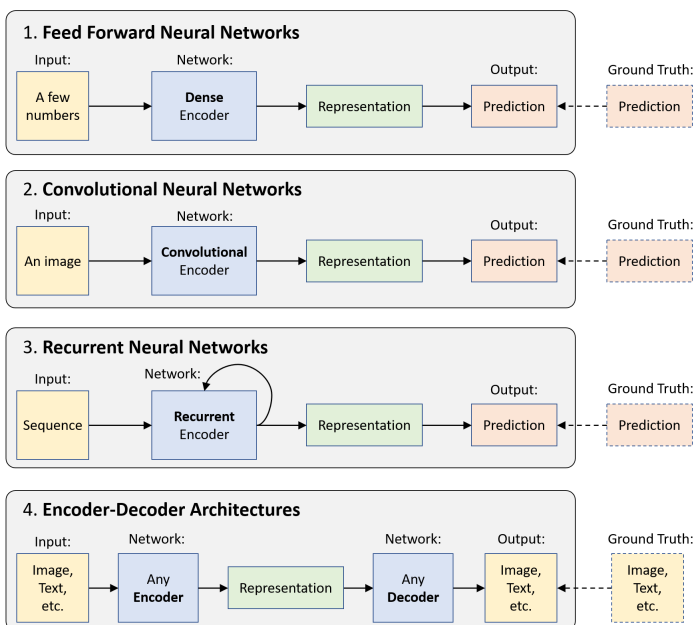 1. Feed Forward Neural Networks
Input:
Network:
Output:
Ground Truth:
A few
numbers
Dense
Encoder
Representation
Prediction
Prediction
2. Convolutional Neural Networks
Input:
Network:
Output:
Ground Truth:
An image
Convolutional
Encoder
Representation
Prediction
Prediction
3. Recurrent Neural Networks
Input:
Network:
Output:
Ground Truth:
Sequence
Recurrent
Encoder
Representation
Prediction
Prediction
4. Encoder-Decoder Architectures
Input:
Network:
Network:
Output:
Ground Truth:
Image,
Text,
etc.
Any
Encoder
Representation
Any
Decoder
Image,
Text,
etc.
Image,
Text,
etc.